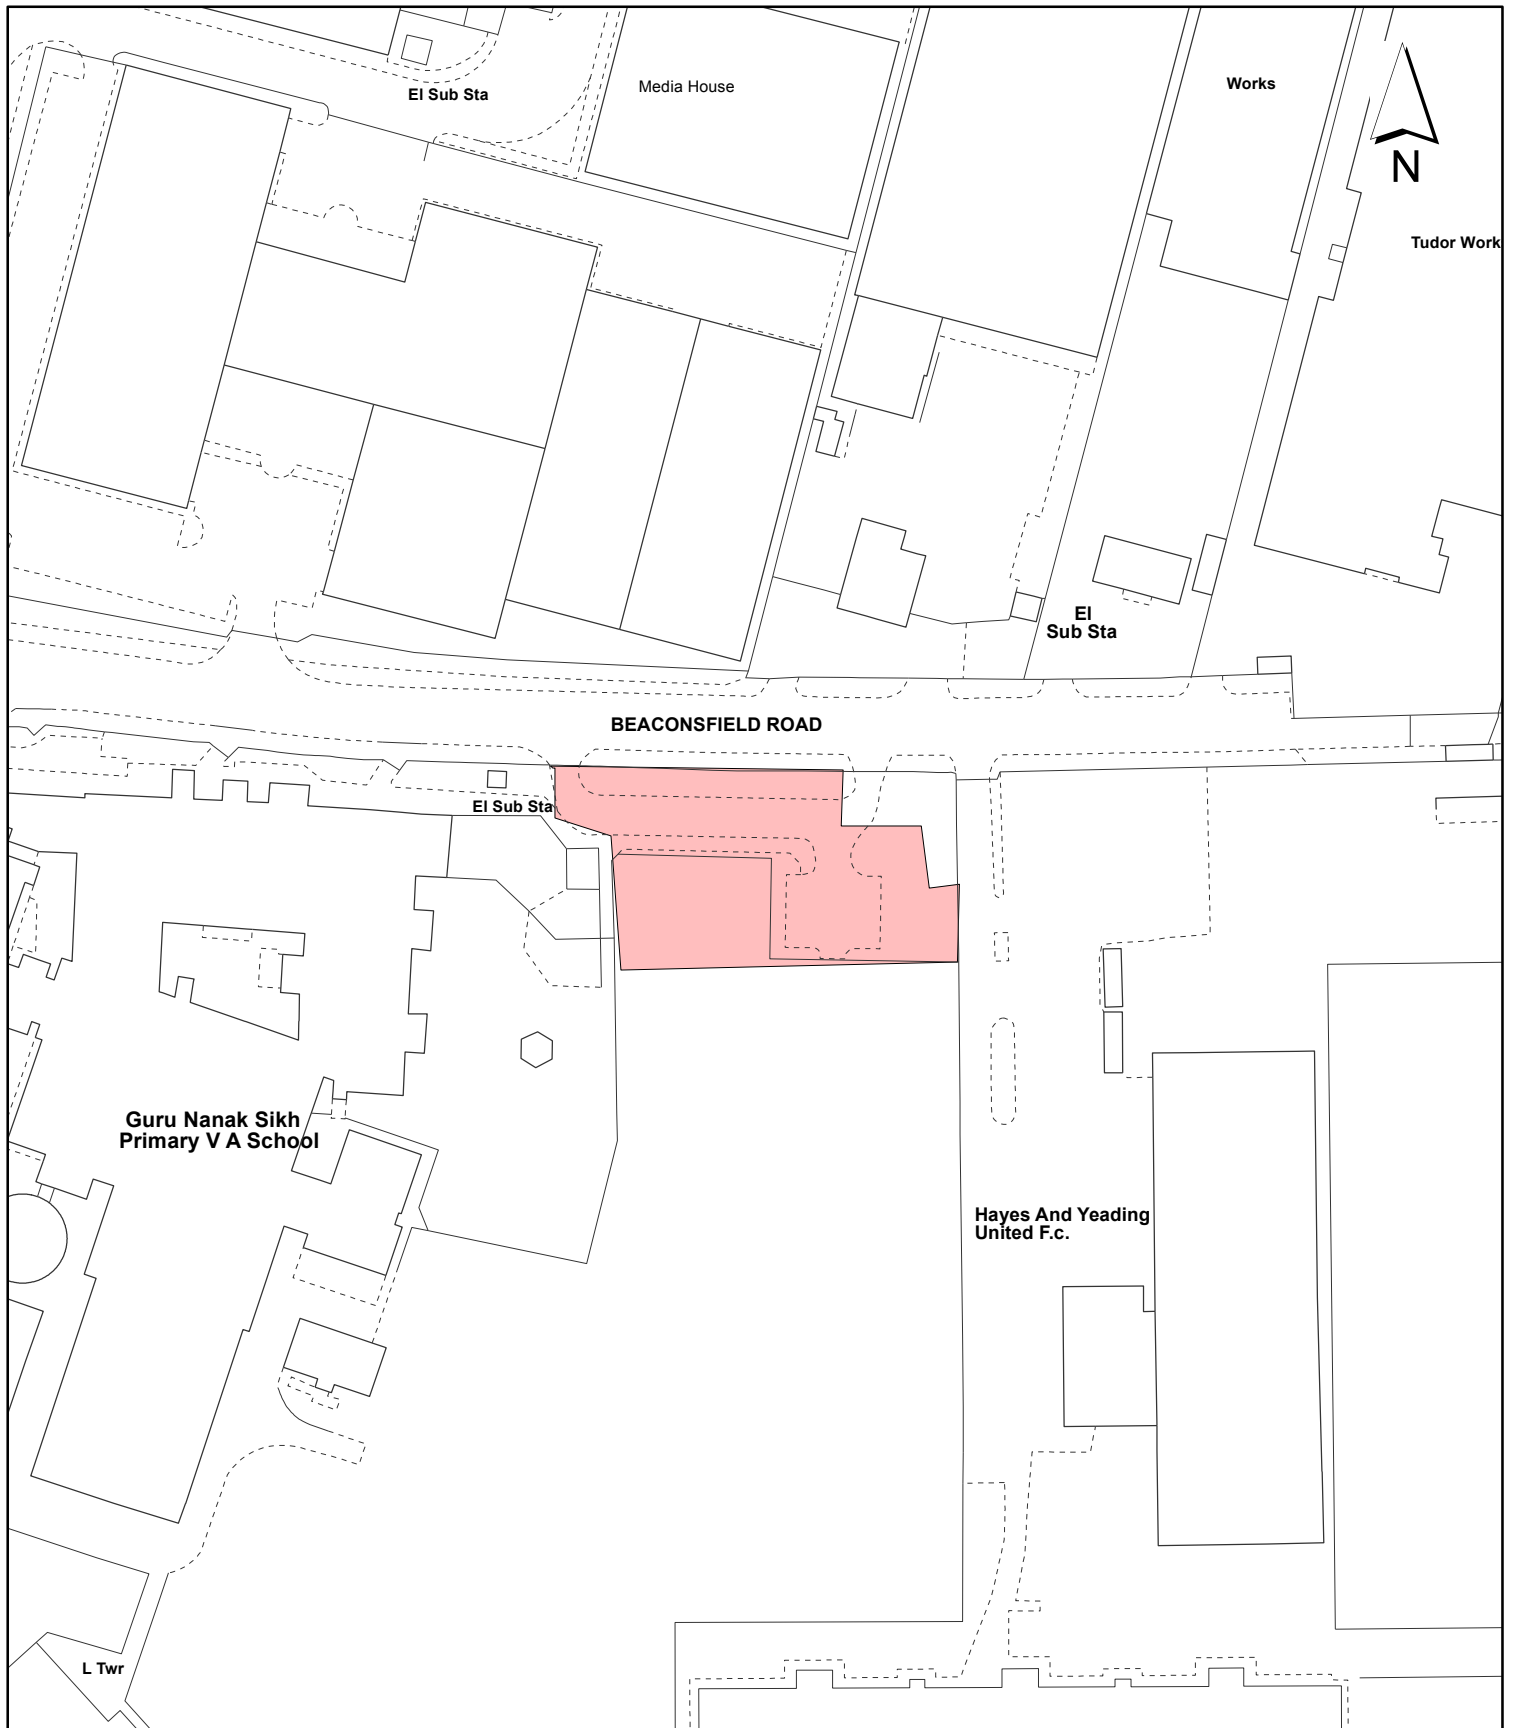 El Sub Sta
Media House
Works
N
Tudor Work
El
Sub Sta
BEACONSFIELD ROAD
El Sub Sta
Guru Nanak Sikh
Primary V A School
Hayes And Yeading
United F.c.
L Twr